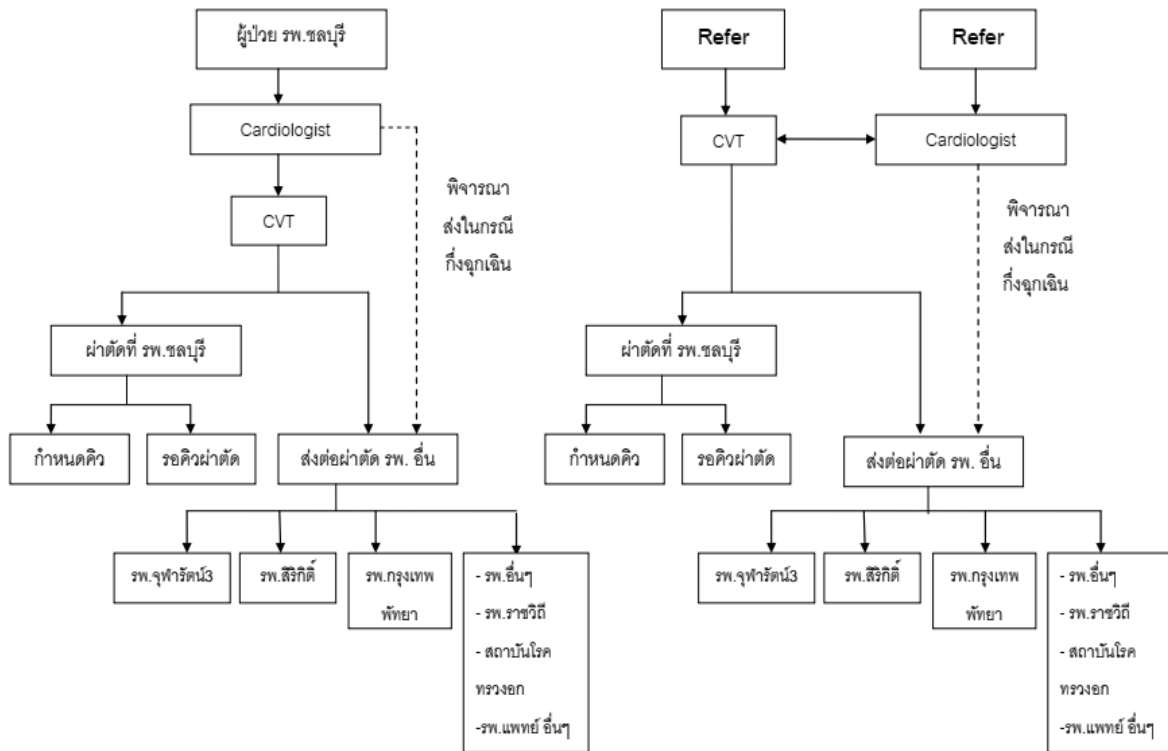 ผู้ป่วย รพ.ชลบุรี
Cardiologist
CVT
พิจารณา
ส่งในกรณี
กึ่งฉุกเฉิน
ผ่าตัดที่ รพ.ชลบุรี
กำหนดคิว
รอคิวผ่าตัด
ส่งต่อผ่าตัด รพ. อื่น
รพ.จุฬารัตน์3
รพ.สิริกิติ์
รพ.กรุงเทพ
พัทยา
- รพ.อื่นๆ
- รพ.ราชวิถี
- สถาบันโรค
ทรวงอก
-รพ.แพทย์ อื่นๆ
Refer
Refer
CVT
Cardiologist
พิจารณา
ส่งในกรณี
กึ่งฉุกเฉิน
ผ่าตัดที่ รพ.ชลบุรี
กำหนดคิว
รอคิวผ่าตัด
ส่งต่อผ่าตัด รพ. อื่น
รพ.จุฬารัตน์3
รพ.สิริกิติ์
รพ.กรุงเทพ
พัทยา
- รพ.อื่นๆ
- รพ.ราชวิถี
- สถาบันโรค
ทรวงอก
-รพ.แพทย์ อื่นๆ